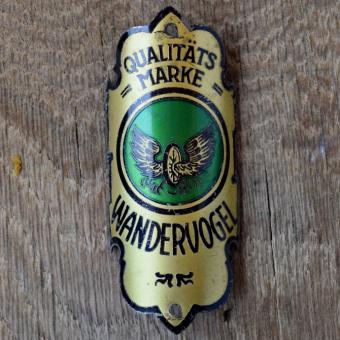 QUALITÄTS
= MARKE =
WANDERVOGEL